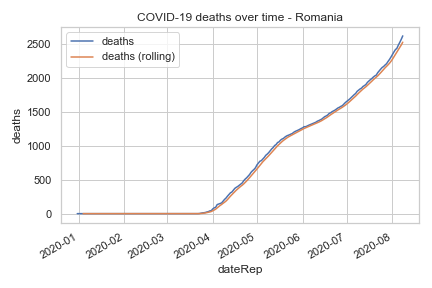 COVID-19 deaths over time - Romania
deaths
deaths (rolling)
2500
2000
1500
1000
500
0
deaths
2020-01
2020-02
2020-03
2020-04
2020-05
2020-06
2020-07
2020-08
dateRep